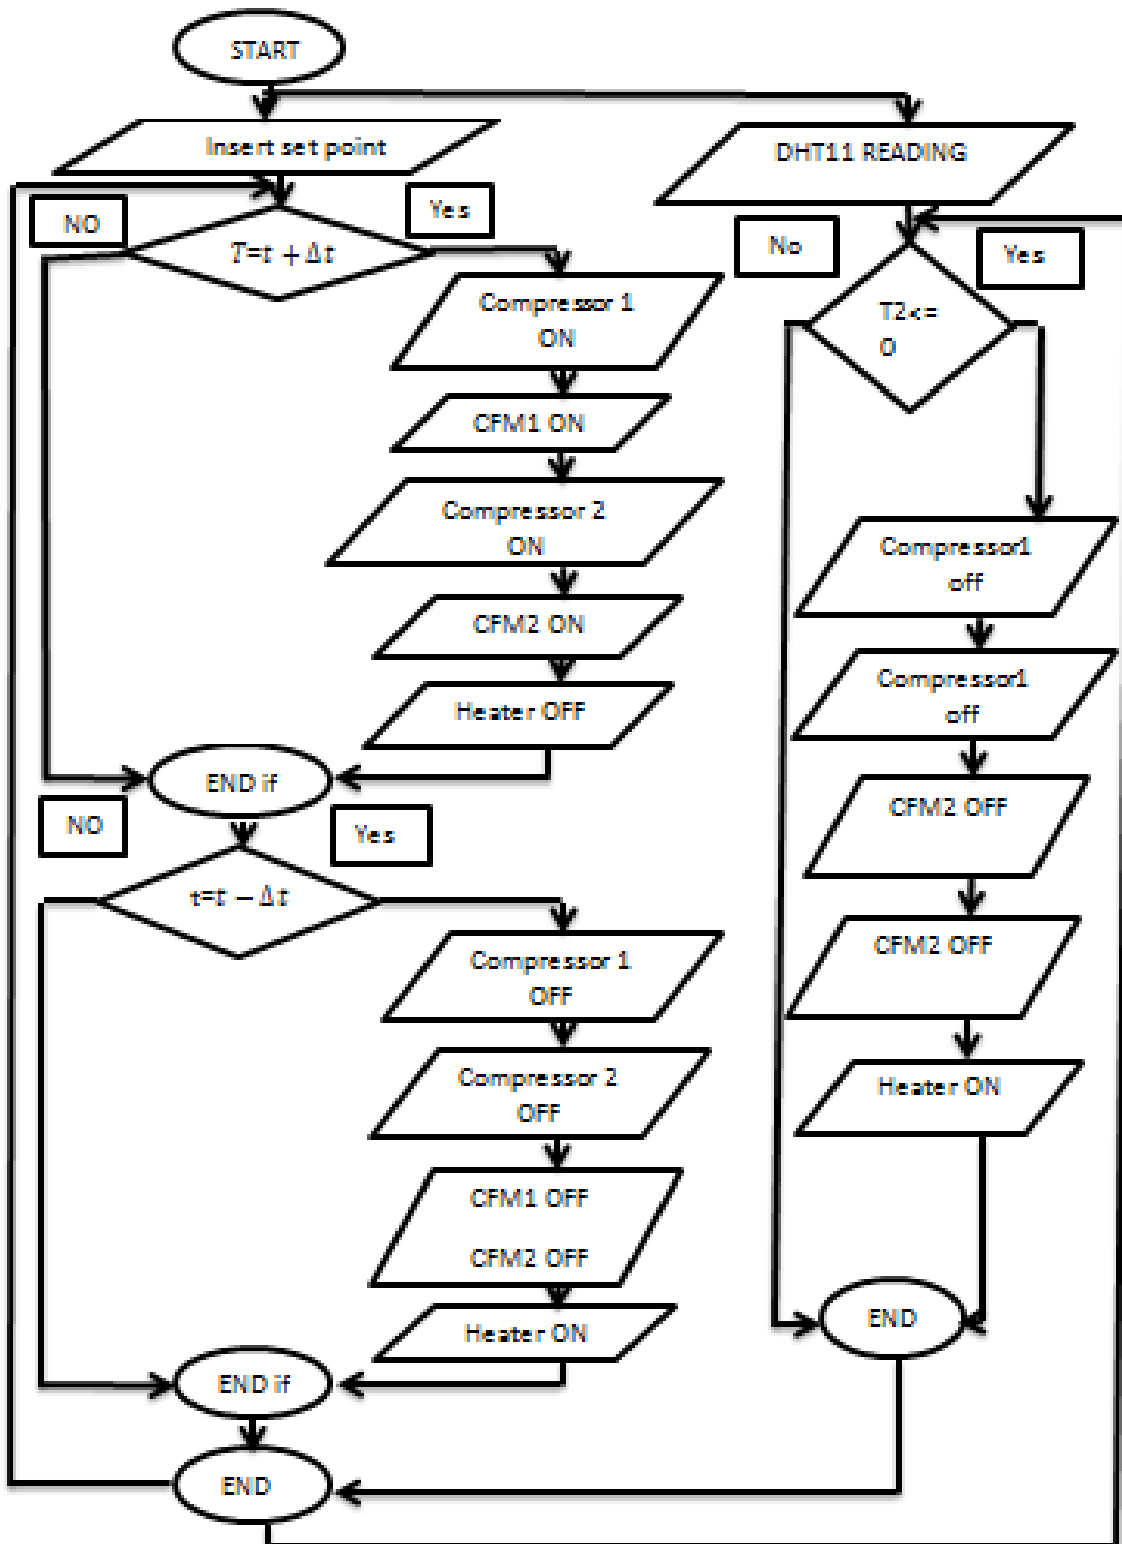 START
Insert set point
NO
Yes
T=t + Δt
Compressor 1
ON
CFM1 ON
Compressor 2
ON
CFM2 ON
Heater OFF
END if
NO
Yes
t=t − Δt
Compressor 1
OFF
Compressor 2
OFF
CFM1 OFF
CFM2 OFF
Heater ON
END if
END
DHT11 READING
No
Yes
T2<=
0
Compressor1
off
Compressor1
off
CFM2 OFF
CFM2 OFF
Heater ON
END